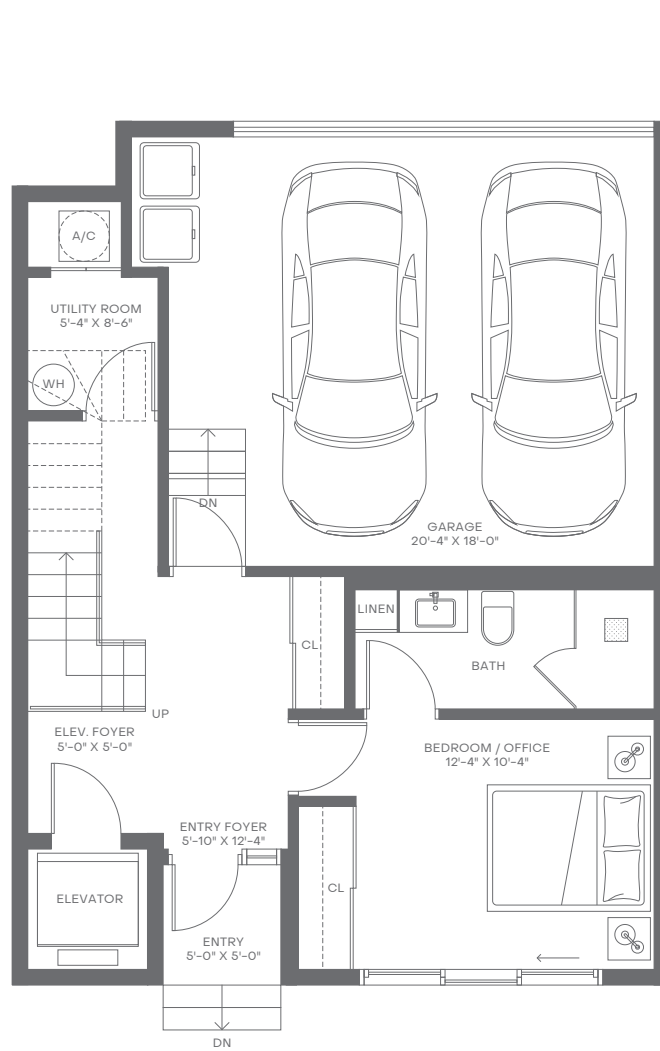 A/C
UTILITY ROOM
5'-4" X 8'-6"
WH
DN
GARAGE
20'-4" X 18'-0"
LINEN
CL
BATH
UP
ELEV. FOYER
5'-0" X 5'-0"
BEDROOM / OFFICE
12'-4" X 10'-4"
ENTRY FOYER
5'-10" X 12'-4"
CL
ELEVATOR
ENTRY
5'-0" X 5'-0"
DN